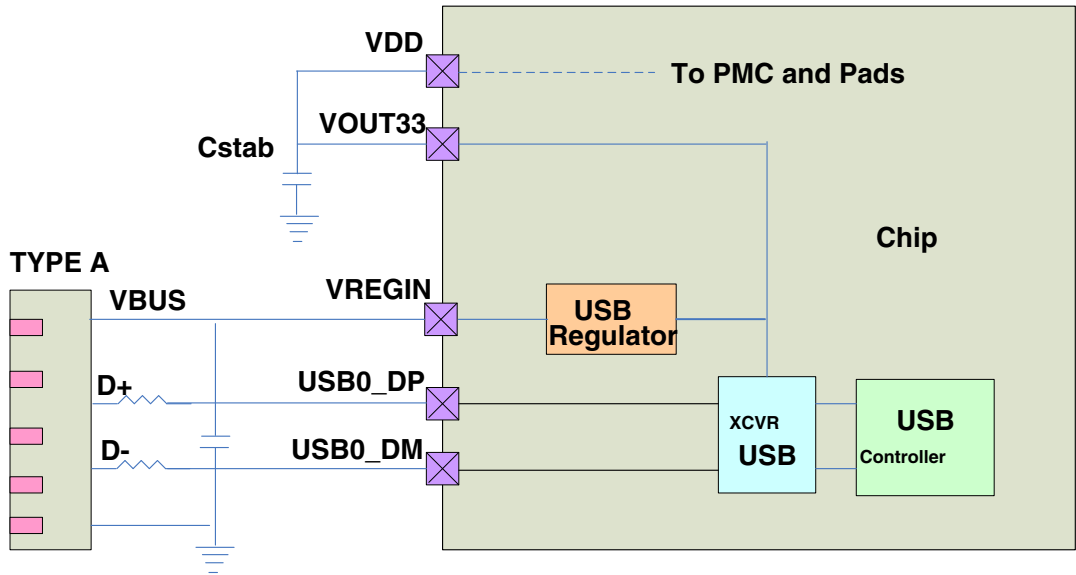 VDD
To PMC and Pads
VOUT33
Cstab
Chip
TYPE A
VBUS
VREGIN
USB
Regulator
D+
USB0_DP
XCVR
USB
USB
Controller
D-
USB0_DM